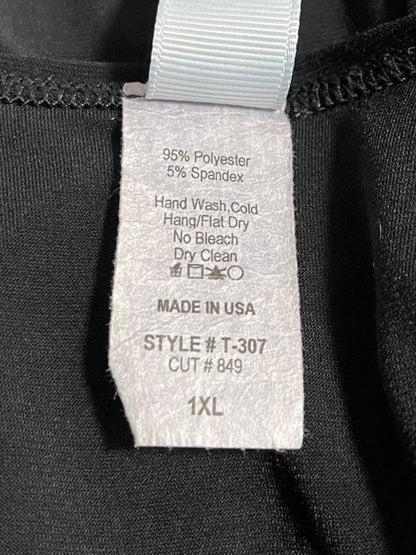 95% Polyester
5% Spandex
Hand Wash,Cold
Hang/Flat Dry
No Bleach
Dry Clean
MADE IN USA
STYLE # T-307
CUT # 849
1XL